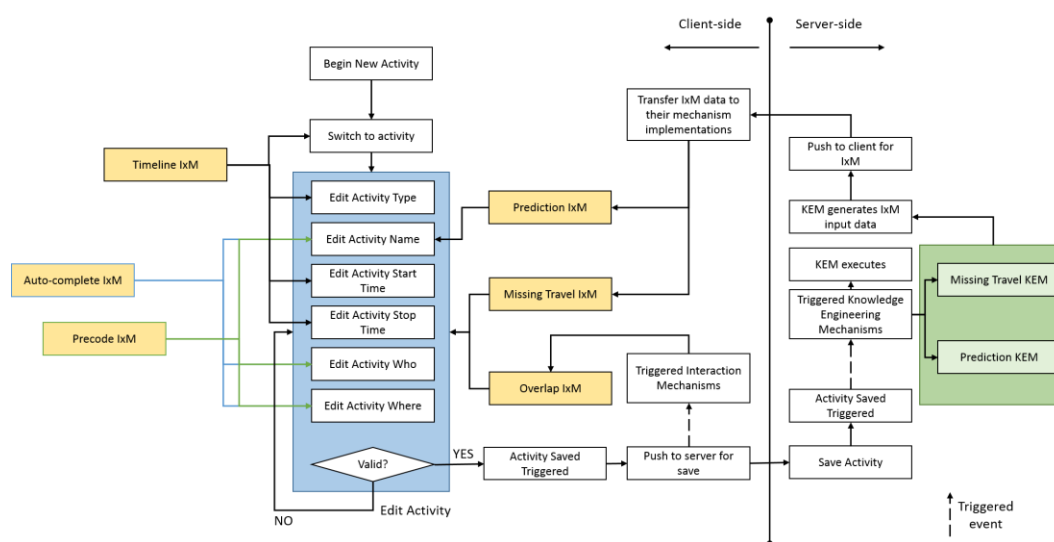 Client-side
Server-side
Begin New Activity
Transfer IxM data to
their mechanism
implementations
Switch to activity
Push to client for
IxM
Timeline IxM
Edit Activity Type
Prediction IxM
KEM generates IxM
input data
Edit Activity Name
KEM executes
Auto-complete IxM
Edit Activity Start
Time
Missing Travel IxM
Missing Travel KEM
Triggered Knowledge
Engineering
Mechanisms
Edit Activity Stop
Time
Precode IxM
Edit Activity Who
Triggered Interaction
Mechanisms
Prediction KEM
Overlap IxM
Edit Activity Where
Activity Saved
Triggered
Valid?
YES
Activity Saved
Triggered
Push to server for
save
Save Activity
NO
Edit Activity
Triggered
event